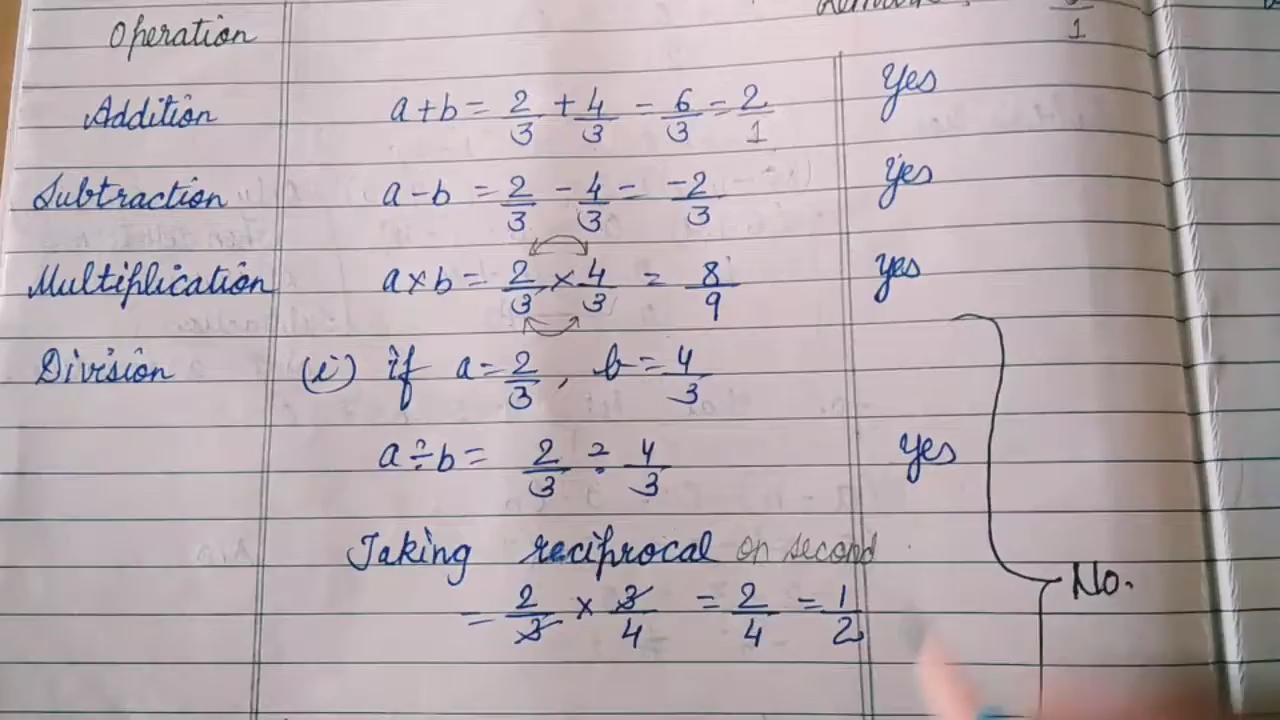 Operation
1
Addition a+b = 2/3 + 4/3 = 6/3 = 2/1 Yes
Subtraction a-b = 2/3 - 4/3 = -2/3 Yes
Multiplication a×b = 2/3 × 4/3 = 8/9 yes
Division (i) if a = 2/3, b = 4/3
a÷b = 2/3 ÷ 4/3 Yes
Taking reciprocal on second
= 2/3 × 3/4 = 2/4 = 1/2
No.